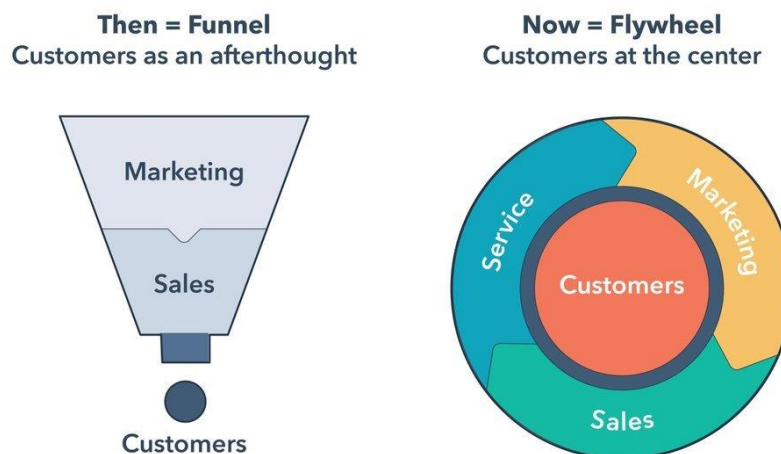 Then = Funnel
Customers as an afterthought
Marketing
Sales
Customers
Now = Flywheel
Customers at the center
Service
Marketing
Customers
Sales